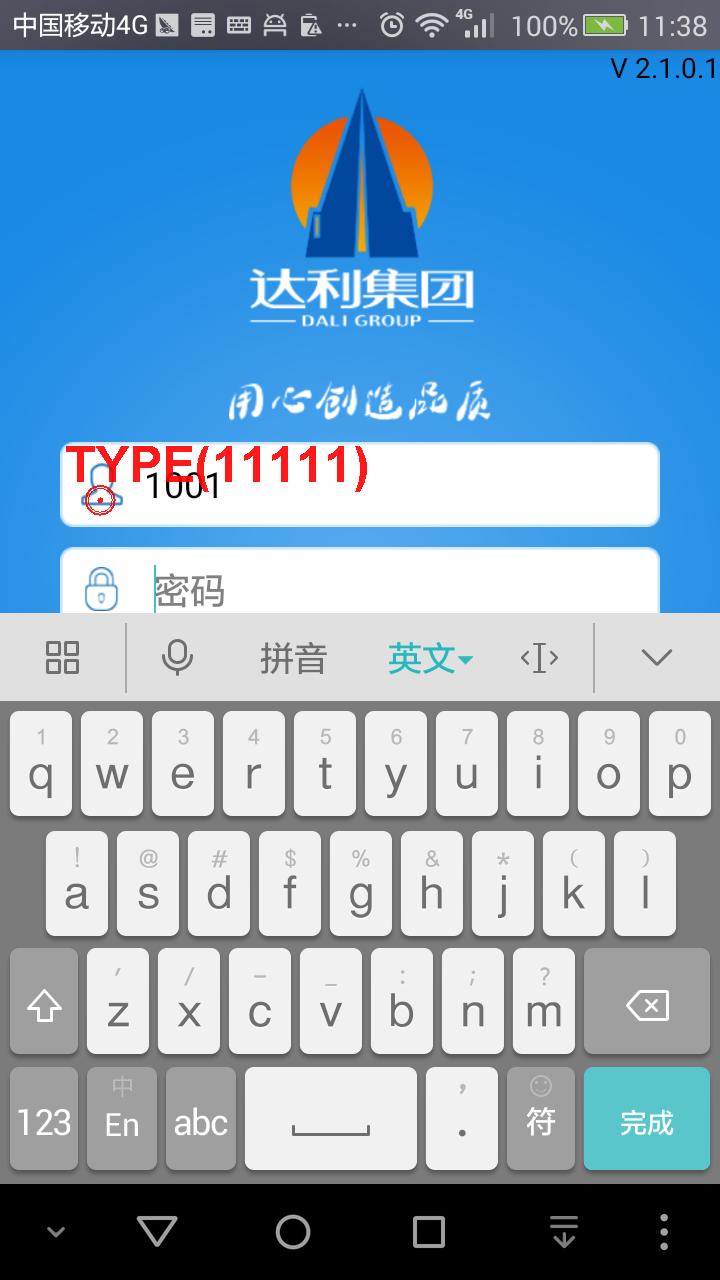 中国移动4G ... 4G 100% 11:38
V 2.1.0.1
达利集团
DALI GROUP
用心创造品质
TYPE(11111)
1001
密码
拼音 英文
1 2 3 4 5 6 7 8 9 0
q w e r t y u i o p
! @ # $ % & * ( )
a s d f g h j k l
' / - _ : ; ?
z x c v b n m
中 ,
123 En abc . 符 完成